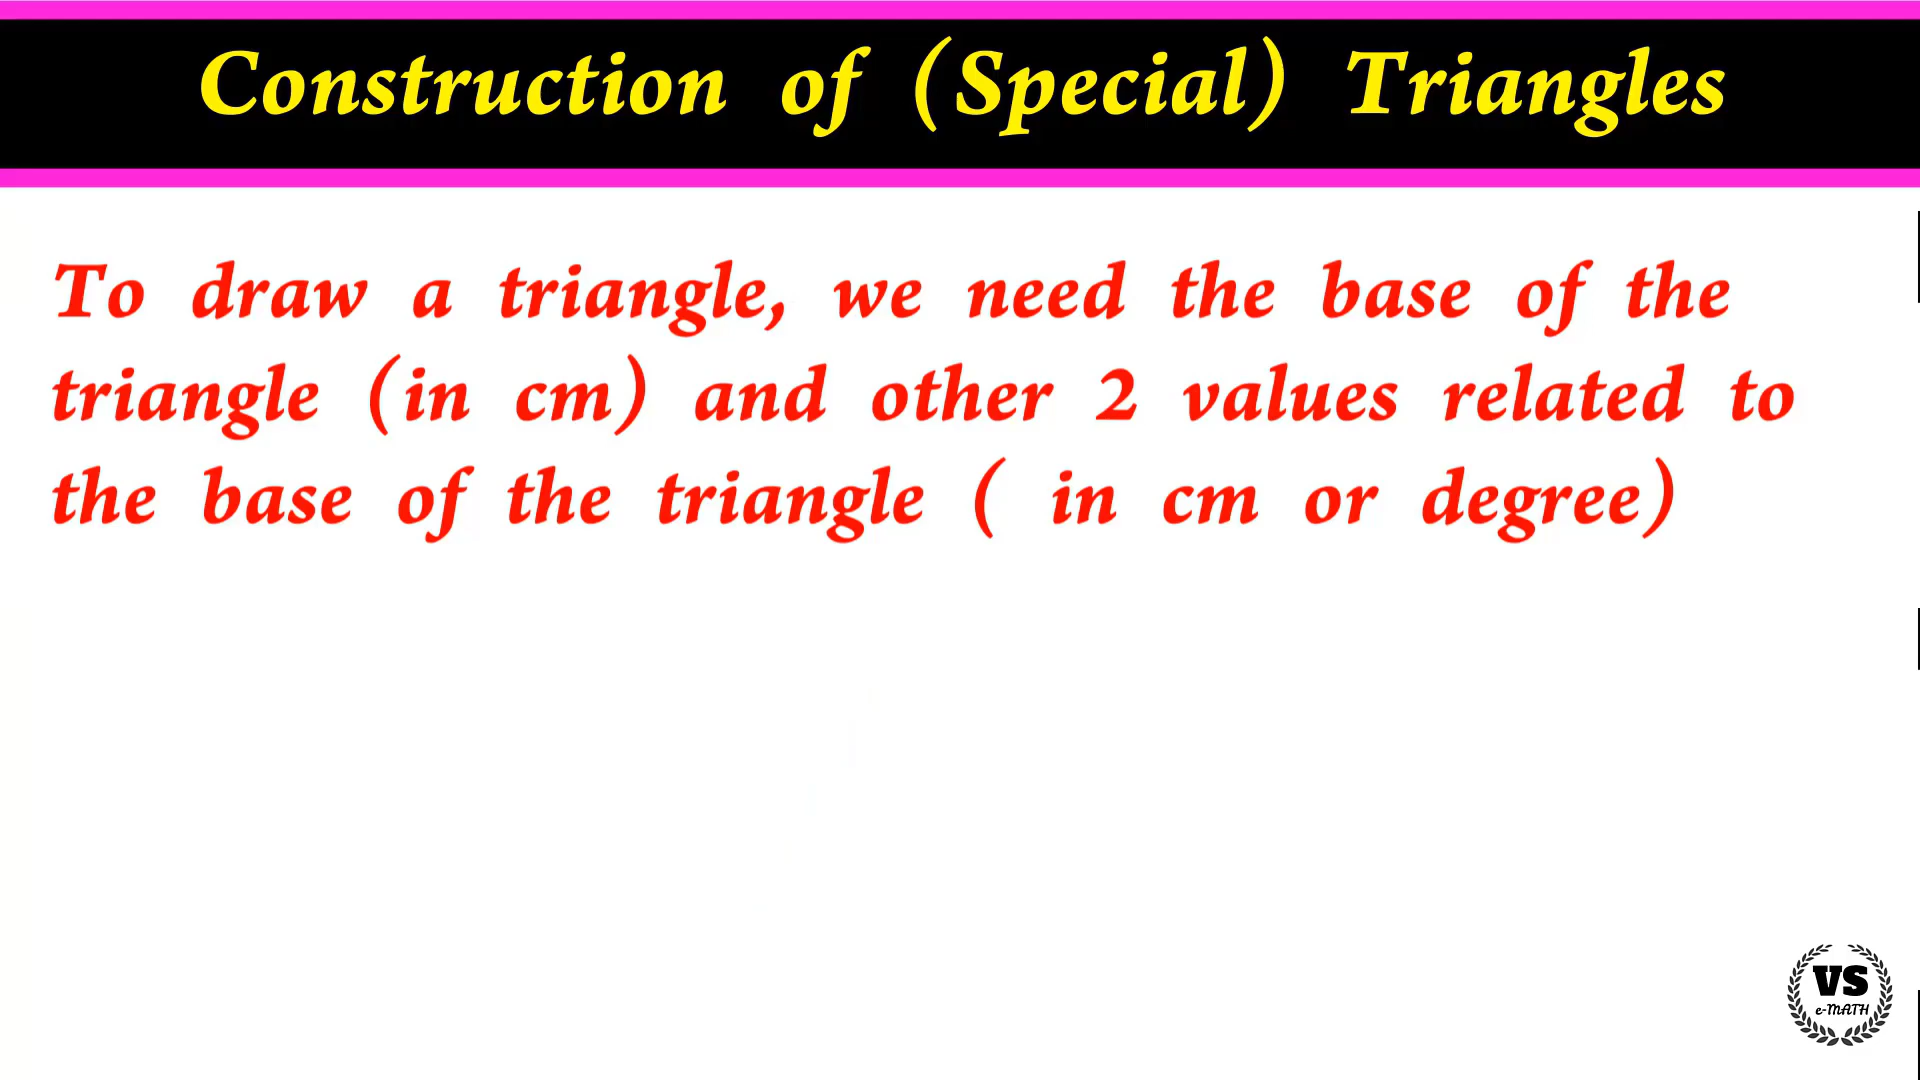 Construction of (Special) Triangles
To draw a triangle, we need the base of the
triangle (in cm) and other 2 values related to
the base of the triangle ( in cm or degree)
VS
e-MATH